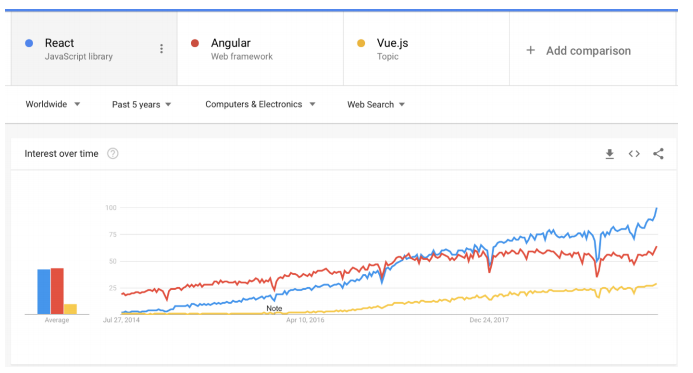 React
JavaScript library
Angular
Web framework
Vue.js
Topic
+ Add comparison
Worldwide
Past 5 years
Computers & Electronics
Web Search
Interest over time
?
<>
100
75
50
25
Note
Average
Jul 27, 2014
Apr 10, 2016
Dec 24, 2017